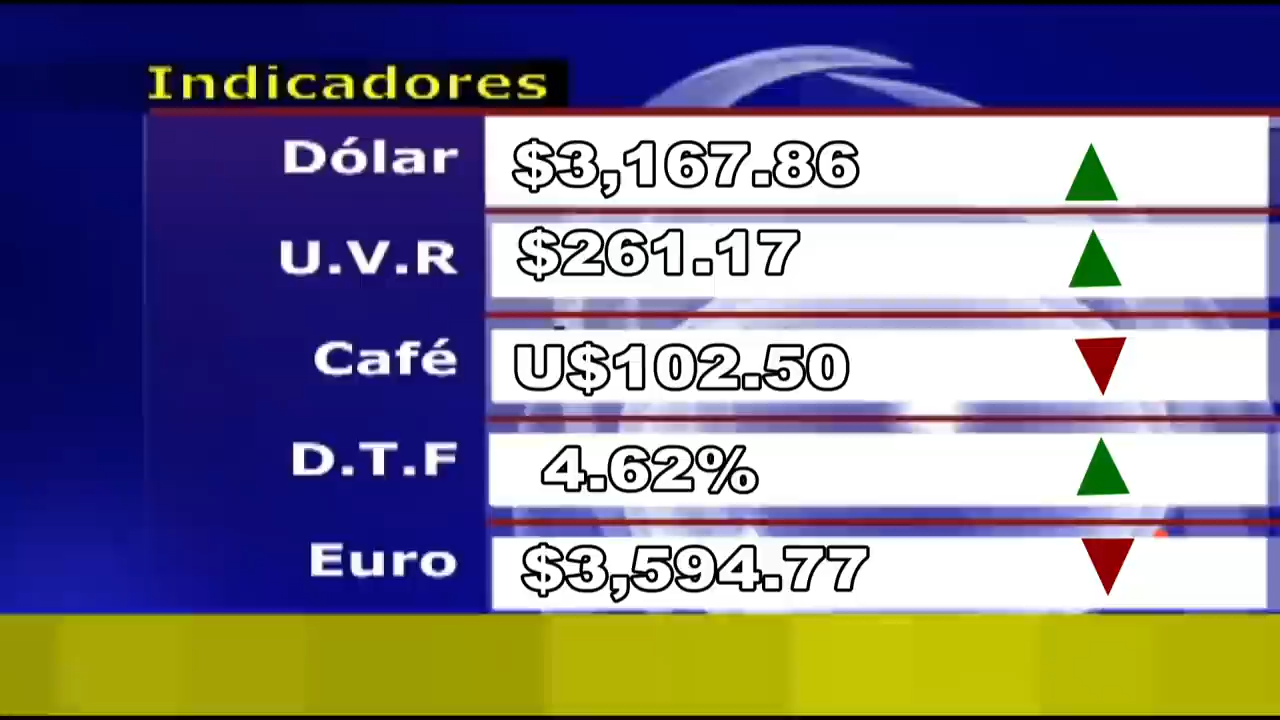 Indicadores
Dólar $3,167.86
U.V.R $261.17
Café U$102.50
D.T.F 4.62%
Euro $3,594.77